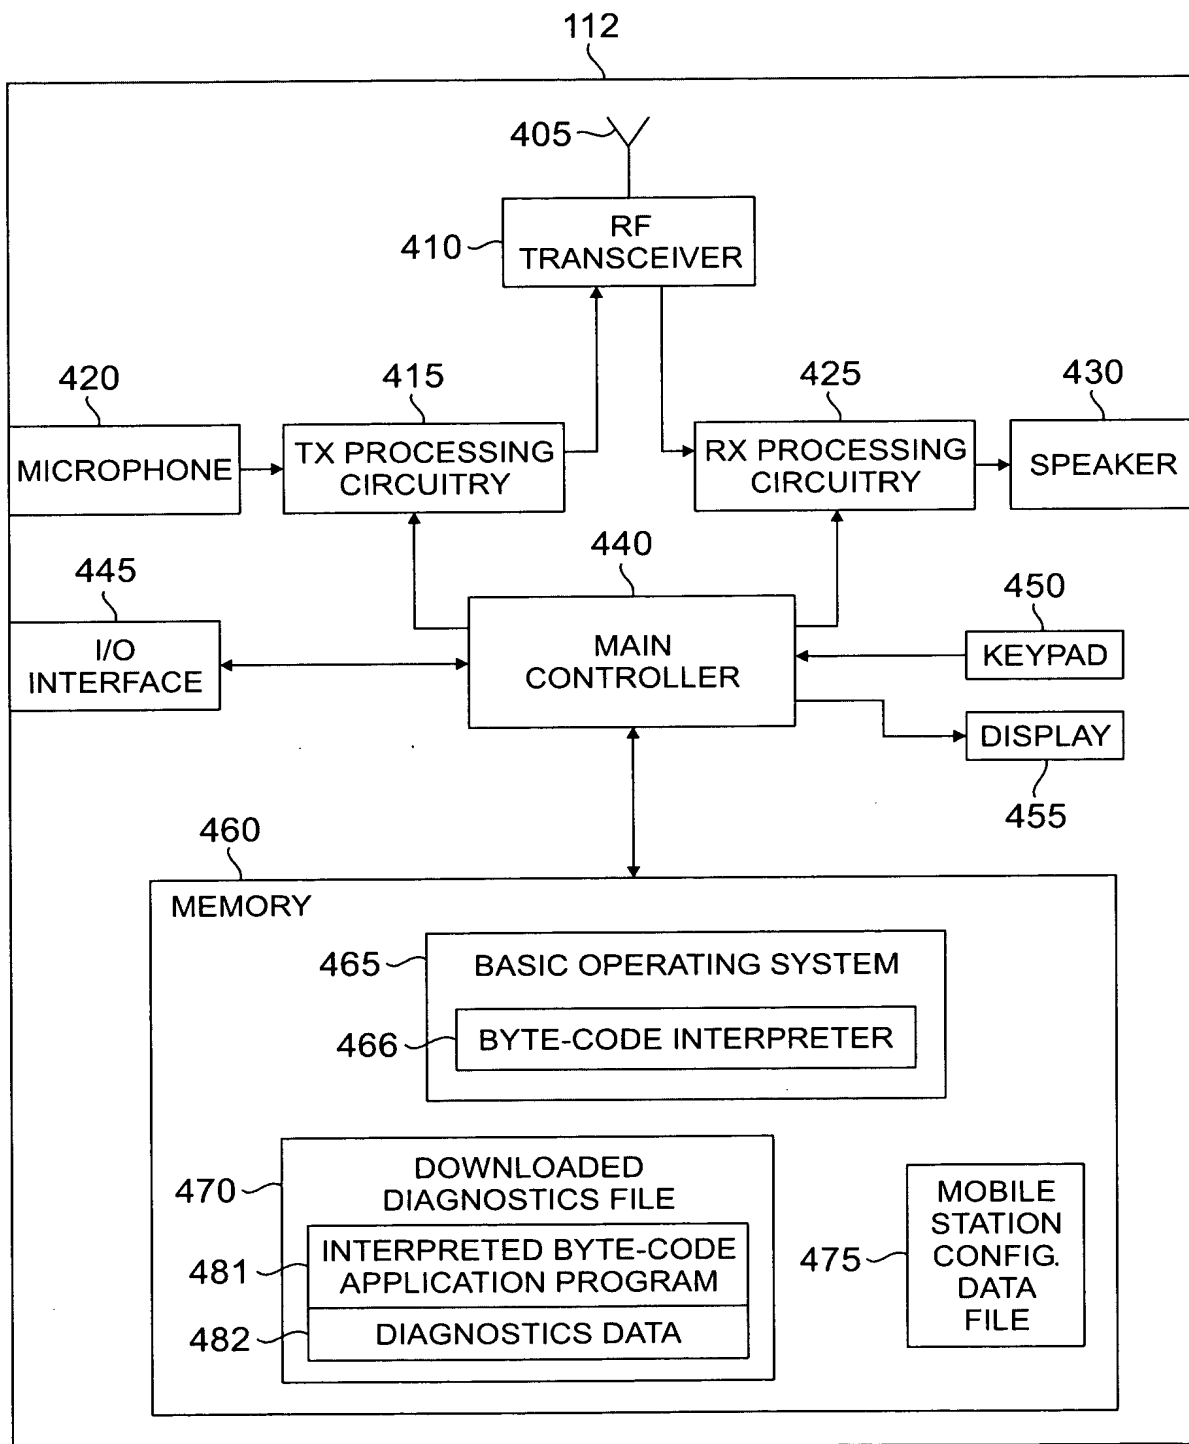 112
405
RF
TRANSCEIVER
410
420
415
425
430
MICROPHONE
TX PROCESSING
CIRCUITRY
RX PROCESSING
CIRCUITRY
SPEAKER
445
440
450
I/O
INTERFACE
MAIN
CONTROLLER
KEYPAD
DISPLAY
455
460
MEMORY
465
BASIC OPERATING SYSTEM
466
BYTE-CODE INTERPRETER
470
DOWNLOADED
DIAGNOSTICS FILE
481
INTERPRETED BYTE-CODE
APPLICATION PROGRAM
482
DIAGNOSTICS DATA
475
MOBILE
STATION
CONFIG.
DATA
FILE